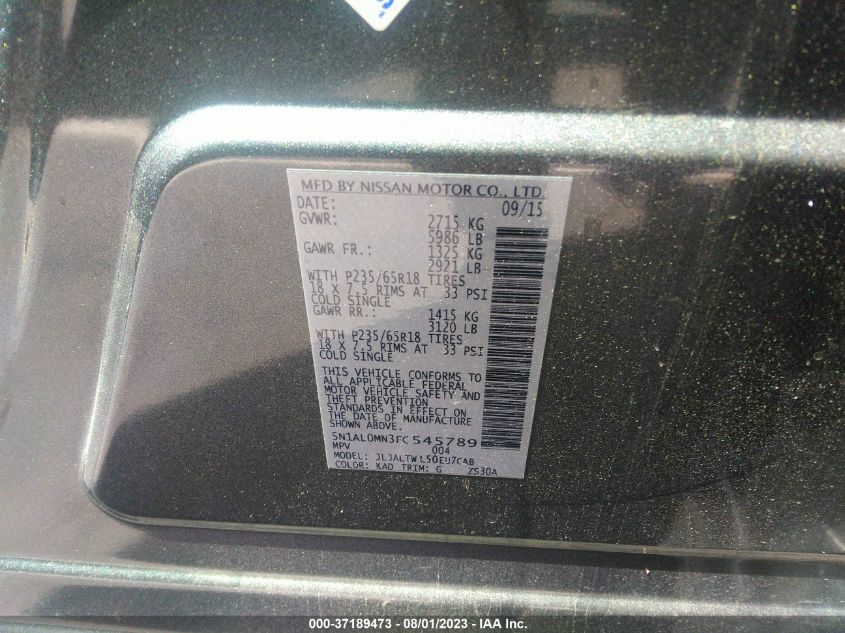 MFD BY NISSAN MOTOR CO., LTD
DATE: 09/15
GVWR: 2715 KG
5986 LB
GAWR FR.: 1325 KG
2921 LB
WITH P235/65R18 TIRES
18 X 7.5 RIMS AT 33 PSI
COLD SINGLE
GAWR RR.: 1415 KG
3120 LB
WITH P235/65R18 TIRES
18 X 7.5 RIMS AT 33 PSI
COLD SINGLE
THIS VEHICLE CONFORMS TO
ALL APPLICABLE FEDERAL
MOTOR VEHICLE SAFETY AND
THEFT PREVENTION
STANDARDS IN EFFECT ON
THE DATE OF MANUFACTURE
SHOWN ABOVE.
5N1AL0MN3FC545789
MPV 004
MODEL:
COLOR: KAD TRIM: G ZS30A
000-37189473 - 08/01/2023 - IAA Inc.